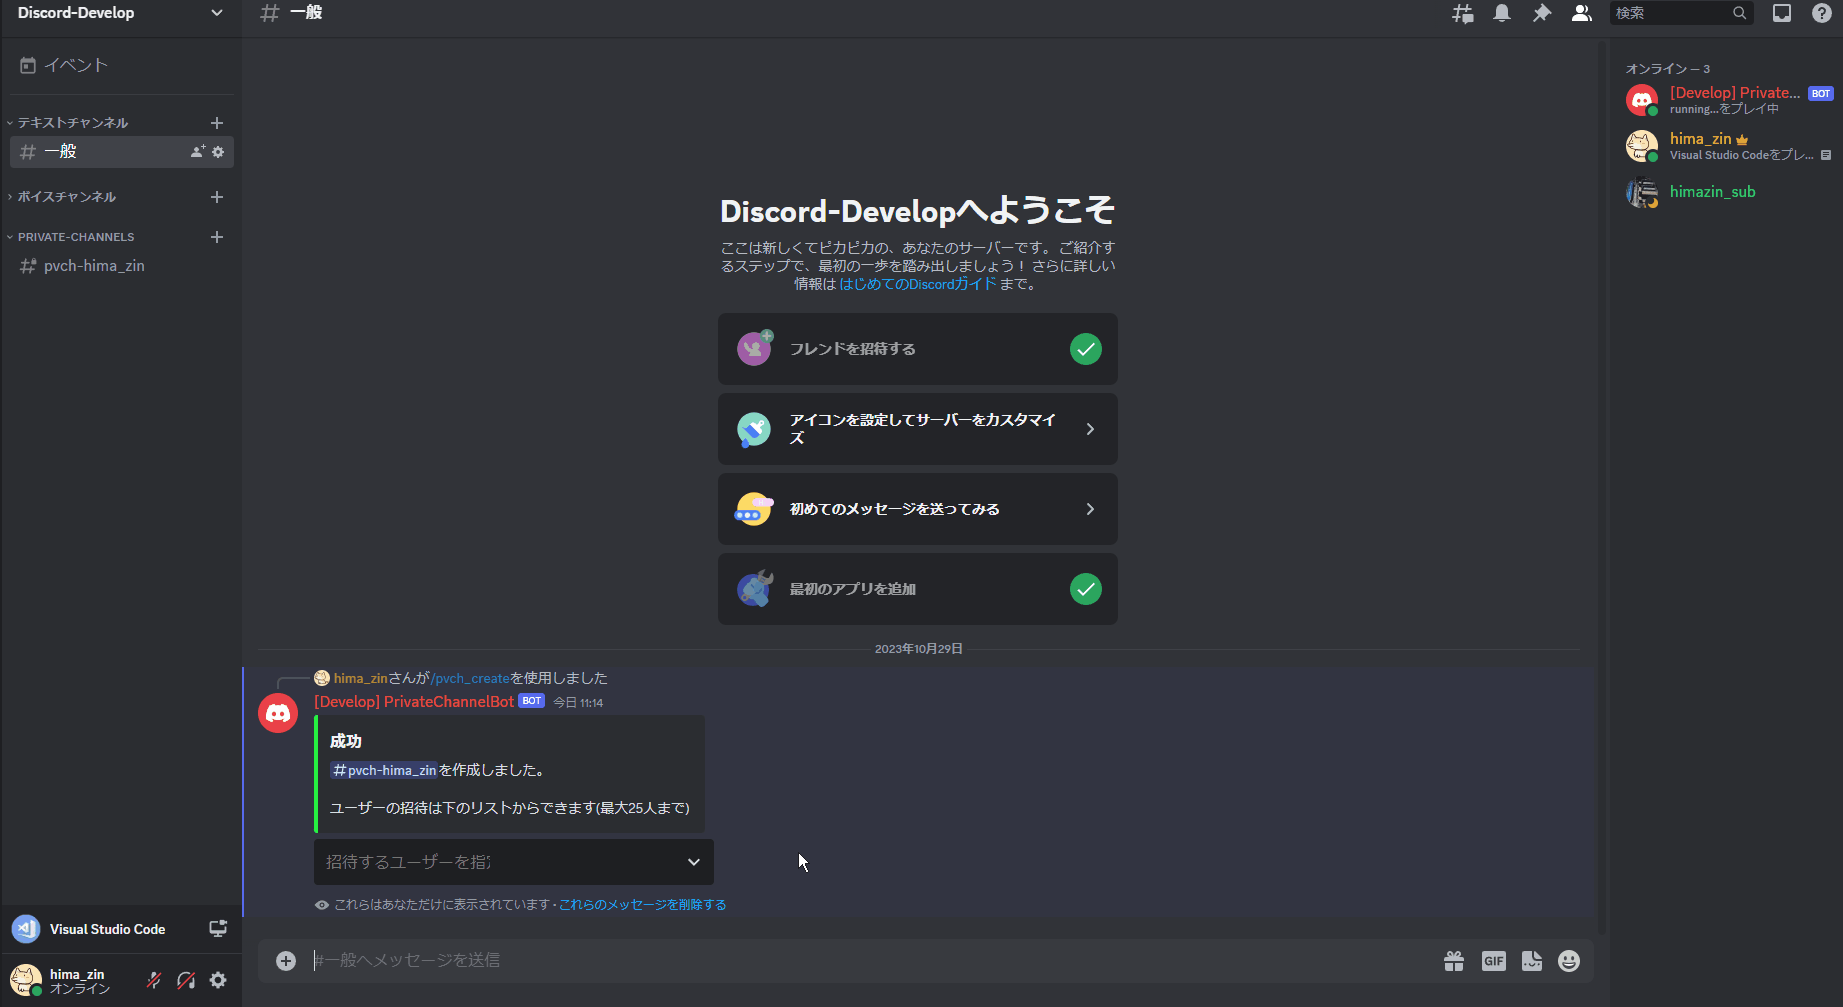 Discord-Develop
イベント
テキストチャンネル
一般
ボイスチャンネル
PRIVATE-CHANNELS
pvch-hima_zin
Visual Studio Code
hima_zin
オンライン
一般
検索
Discord-Developへようこそ
ここは新しくてピカピカの、あなたのサーバーです。ご紹介す
るステップで、最初の一歩を踏み出しましょう！ さらに詳しい
情報は はじめてのDiscordガイド まで。
フレンドを招待する
アイコンを設定してサーバーをカスタマイ
ズ
初めてのメッセージを送ってみる
最初のアプリを追加
2023年10月29日
hima_zinさんが/pvch_createを使用しました
[Develop] PrivateChannelBot BOT 今日 11:14
成功
#pvch-hima_zinを作成しました。
ユーザーの招待は下のリストからできます(最大25人まで)
招待するユーザーを指
これらはあなただけに表示されています・これらのメッセージを削除する
#一般へメッセージを送信
GIF
オンライン — 3
[Develop] Private... BOT
running...をプレイ中
hima_zin
Visual Studio Codeをプレ...
himazin_sub